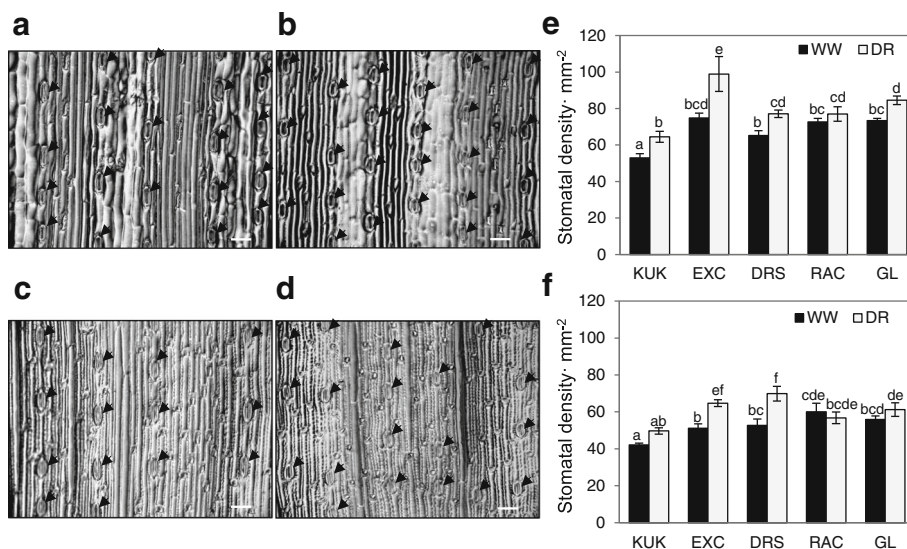 a
b
c
d
e
WW DR
Stomatal density· mm⁻²
120
100
80
60
40
20
0
a b
bcd e
b cd
bc cd
bc d
KUK EXC DRS RAC GL
f
WW DR
Stomatal density· mm⁻²
120
100
80
60
40
20
0
a ab
b ef
bc f
cde bcde
bcd de
KUK EXC DRS RAC GL